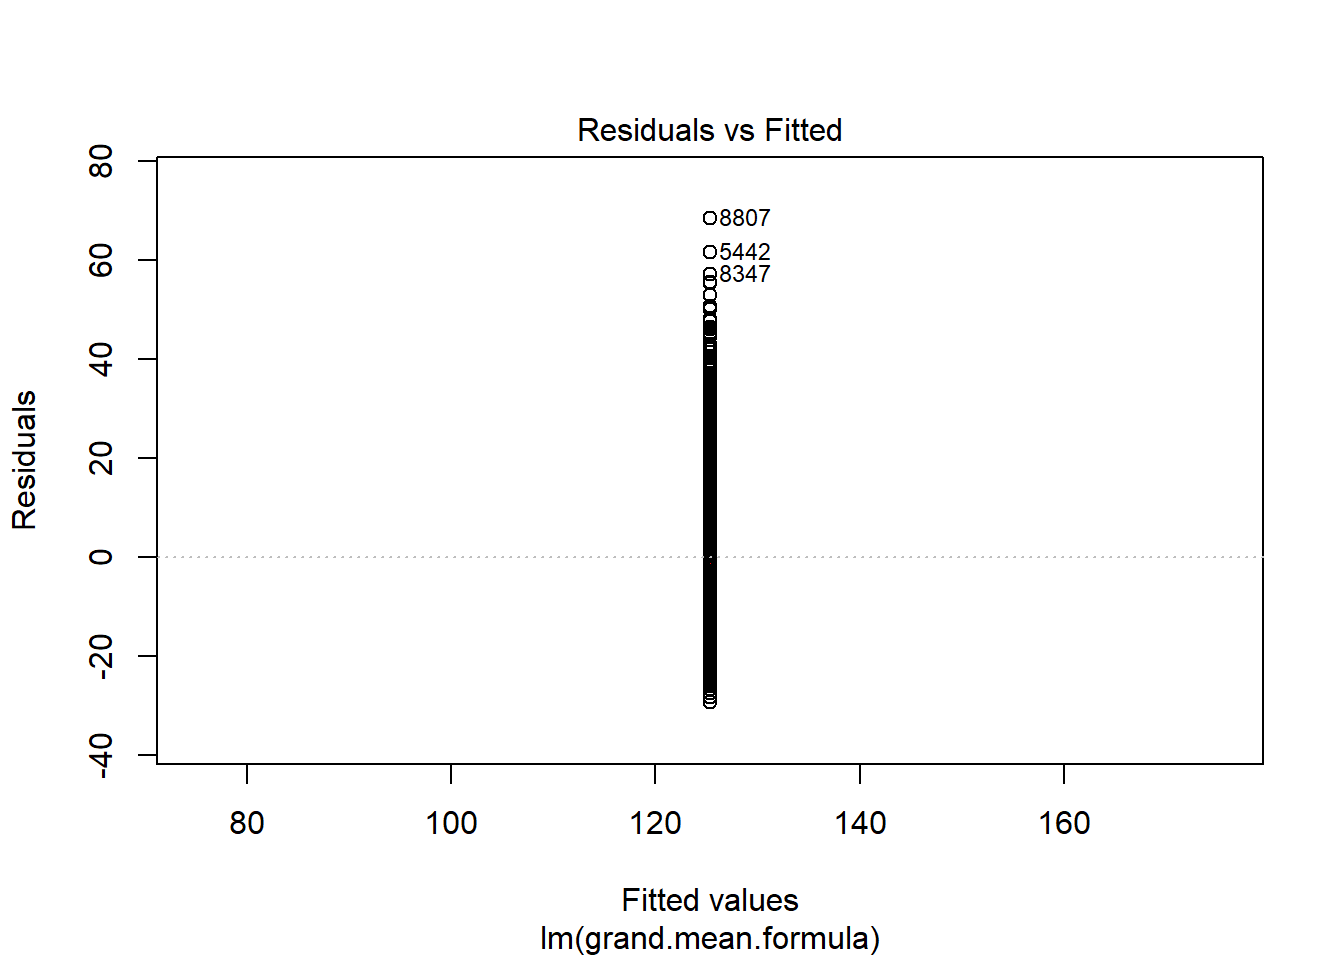 Residuals vs Fitted
80
60
40
20
0
-20
-40
Residuals
8807
5442
8347
80 100 120 140 160
Fitted values
lm(grand.mean.formula)